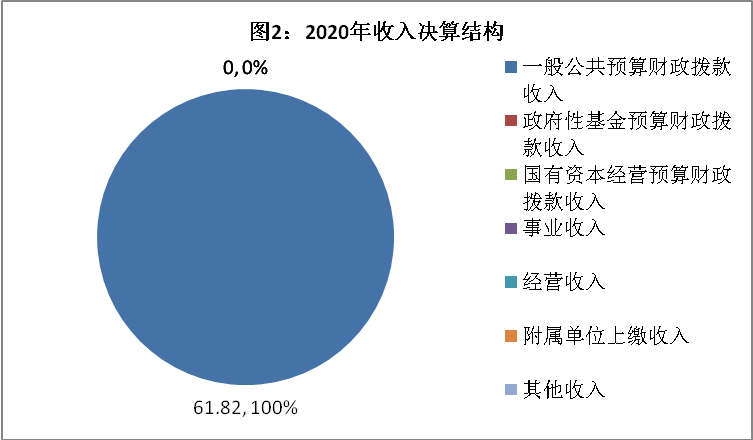 图2：2020年收入决算结构
0,0%
61.82,100%
一般公共预算财政拨款
收入
政府性基金预算财政拨
款收入
国有资本经营预算财政
拨款收入
事业收入
经营收入
附属单位上缴收入
其他收入